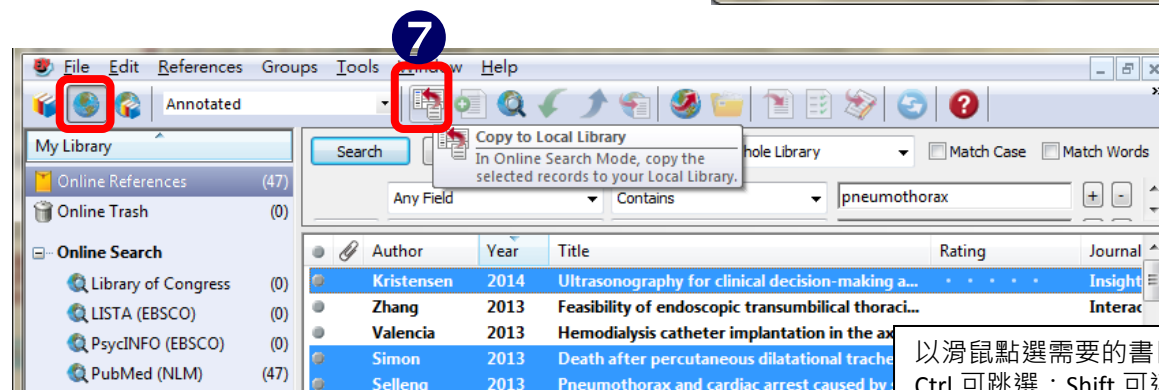 7
File Edit References Groups Tools Window Help
Annotated
My Library
Search hole Library Match Case Match Words
Copy to Local Library
In Online Search Mode, copy the
selected records to your Local Library.
Online References (47)
Any Field Contains pneumothorax + -
Online Trash (0)
Online Search
Author Year Title Rating Journal
Library of Congress (0)
Kristensen 2014 Ultrasonography for clinical decision-making a... Insight
LISTA (EBSCO) (0)
Zhang 2013 Feasibility of endoscopic transumbilical thoraci... Interac
PsycINFO (EBSCO) (0)
Valencia 2013 Hemodialysis catheter implantation in the ax
PubMed (NLM) (47)
Simon 2013 Death after percutaneous dilatational trache
Selleng 2013 Pneumothorax and cardiac arrest caused by
以滑鼠點選需要的書
Ctrl 可跳選；Shift 可